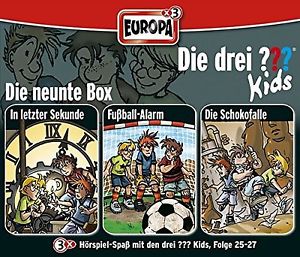 EUROPA
x3
Die drei ???
Kids
Die neunte Box
In letzter Sekunde
Fußball-Alarm
Die Schokofalle
3x Hörspiel-Spaß mit den drei ??? Kids, Folge 25-27